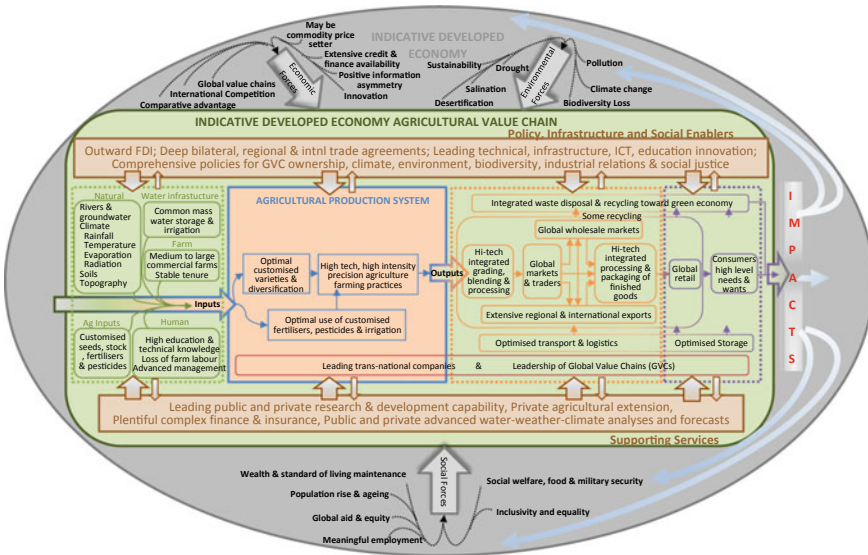 INDICATIVE DEVELOPED
ECONOMY
May be
commodity price
setter
Extensive credit &
finance availability
Positive information
asymmetry
Innovation
Global value chains
International Competition
Comparative advantage
Economic
Forces
Sustainability
Drought
Salination
Desertification
Pollution
Climate change
Biodiversity Loss
Environmental
Forces
INDICATIVE DEVELOPED ECONOMY AGRICULTURAL VALUE CHAIN
Policy, Infrastructure and Social Enablers
Outward FDI; Deep bilateral, regional & intnl trade agreements; Leading technical, infrastructure, ICT, education innovation;
Comprehensive policies for GVC ownership, climate, environment, biodiversity, industrial relations & social justice
Natural
Rivers &
groundwater
Climate
Rainfall
Temperature
Evaporation
Radiation
Soils
Topography
Water infrastucture
Common mass
water storage &
irrigation
Farm
Medium to large
commercial farms
Stable tenure
Inputs
Ag Inputs
Customised
seeds, stock
, fertilisers
& pesticides
Human
High education &
technical knowledge
Loss of farm labour
Advanced management
AGRICULTURAL PRODUCTION SYSTEM
Optimal
customised
varieties &
diversification
High tech, high intensity
precision agriculture
farming practices
Optimal use of customised
fertilisers, pesticides & irrigation
Outputs
Integrated waste disposal & recycling toward green economy
Some recycling
Global wholesale markets
Hi-tech
integrated
grading,
blending &
processing
Global
markets
& traders
Hi-tech
integrated
processing &
packaging of
finished
goods
Global
retail
Consumers
high level
needs &
wants
Extensive regional & international exports
Optimised transport & logistics
Optimised Storage
Leading trans-national companies & Leadership of Global Value Chains (GVCs)
IMPACTS
Leading public and private research & development capability, Private agricultural extension,
Plentiful complex finance & insurance, Public and private advanced water-weather-climate analyses and forecasts
Supporting Services
Social Forces
Wealth & standard of living maintenance
Population rise & ageing
Global aid & equity
Meaningful employment
Social welfare, food & military security
Inclusivity and equality